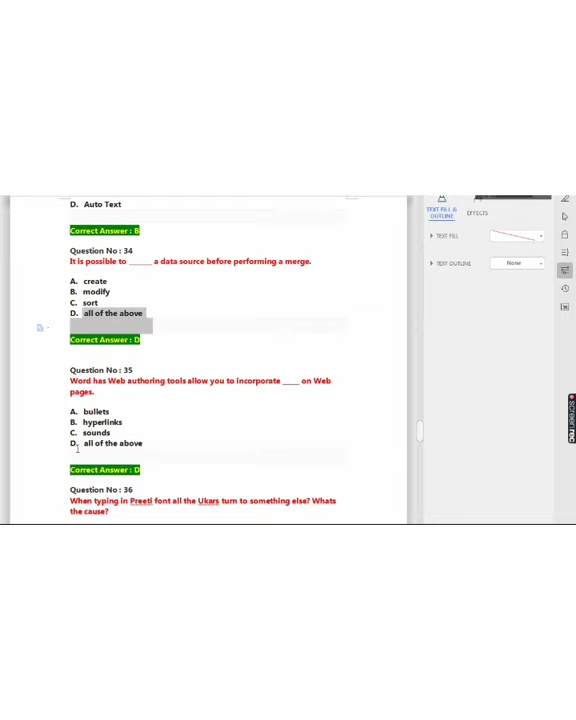 D. Auto Text
Correct Answer : B
Question No : 34
It is possible to ______ a data source before performing a merge.
A. create
B. modify
C. sort
D. all of the above
Correct Answer : D
Question No : 35
Word has Web authoring tools allow you to incorporate ____ on Web
pages.
A. bullets
B. hyperlinks
C. sounds
D. all of the above
Correct Answer : D
Question No : 36
When typing in Preeti font all the Ukars turn to something else? Whats
the cause?
TEXT FILL &
OUTLINE
EFFECTS
TEXT FILL
TEXT OUTLINE
None
screenrec